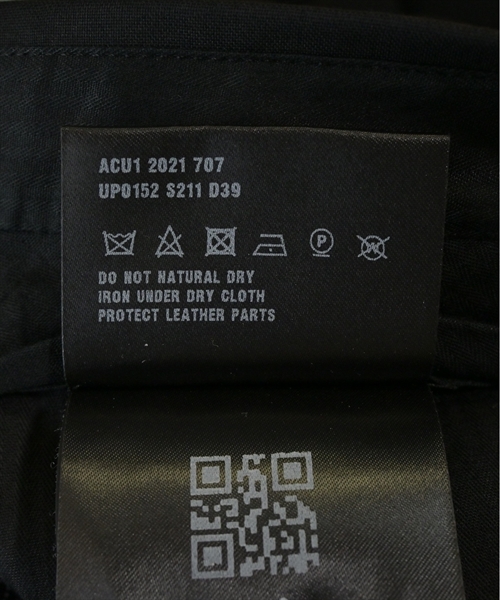 ACU1 2021 707
UP0152 S211 D39
P
W
DO NOT NATURAL DRY
IRON UNDER DRY CLOTH
PROTECT LEATHER PARTS